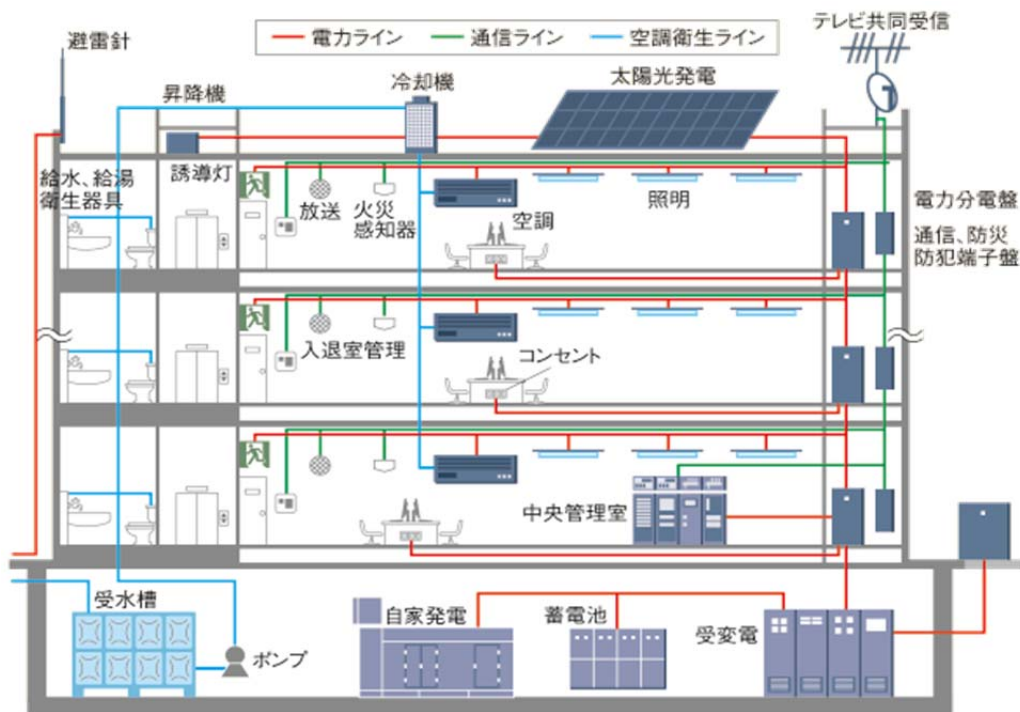 電力ライン 通信ライン 空調衛生ライン
テレビ共同受信
避雷針
昇降機
冷却機
太陽光発電
給水、給湯
衛生器具
誘導灯
放送
火災
感知器
空調
照明
電力分電盤
通信、防災
防犯端子盤
入退室管理
コンセント
中央管理室
受水槽
ポンプ
自家発電
蓄電池
受変電